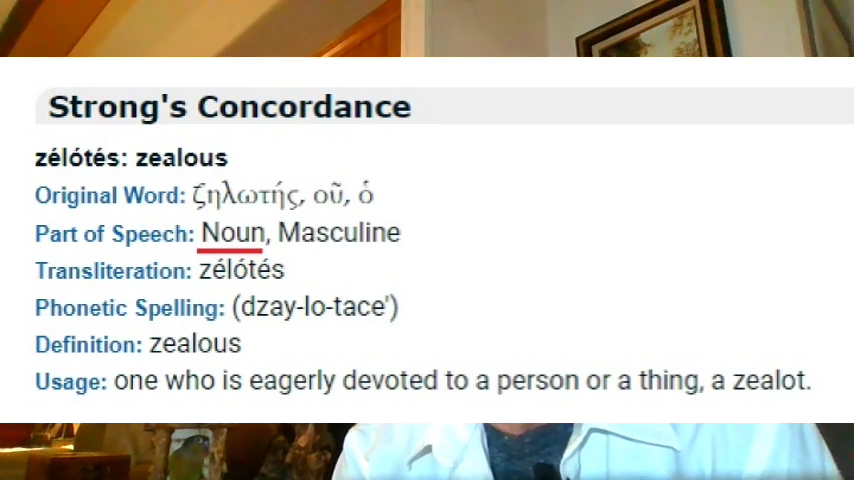 Strong's Concordance
zélótés: zealous
Original Word: ζηλωτής, οῦ, ὁ
Part of Speech: Noun, Masculine
Transliteration: zélótés
Phonetic Spelling: (dzay-lo-tace')
Definition: zealous
Usage: one who is eagerly devoted to a person or a thing, a zealot.